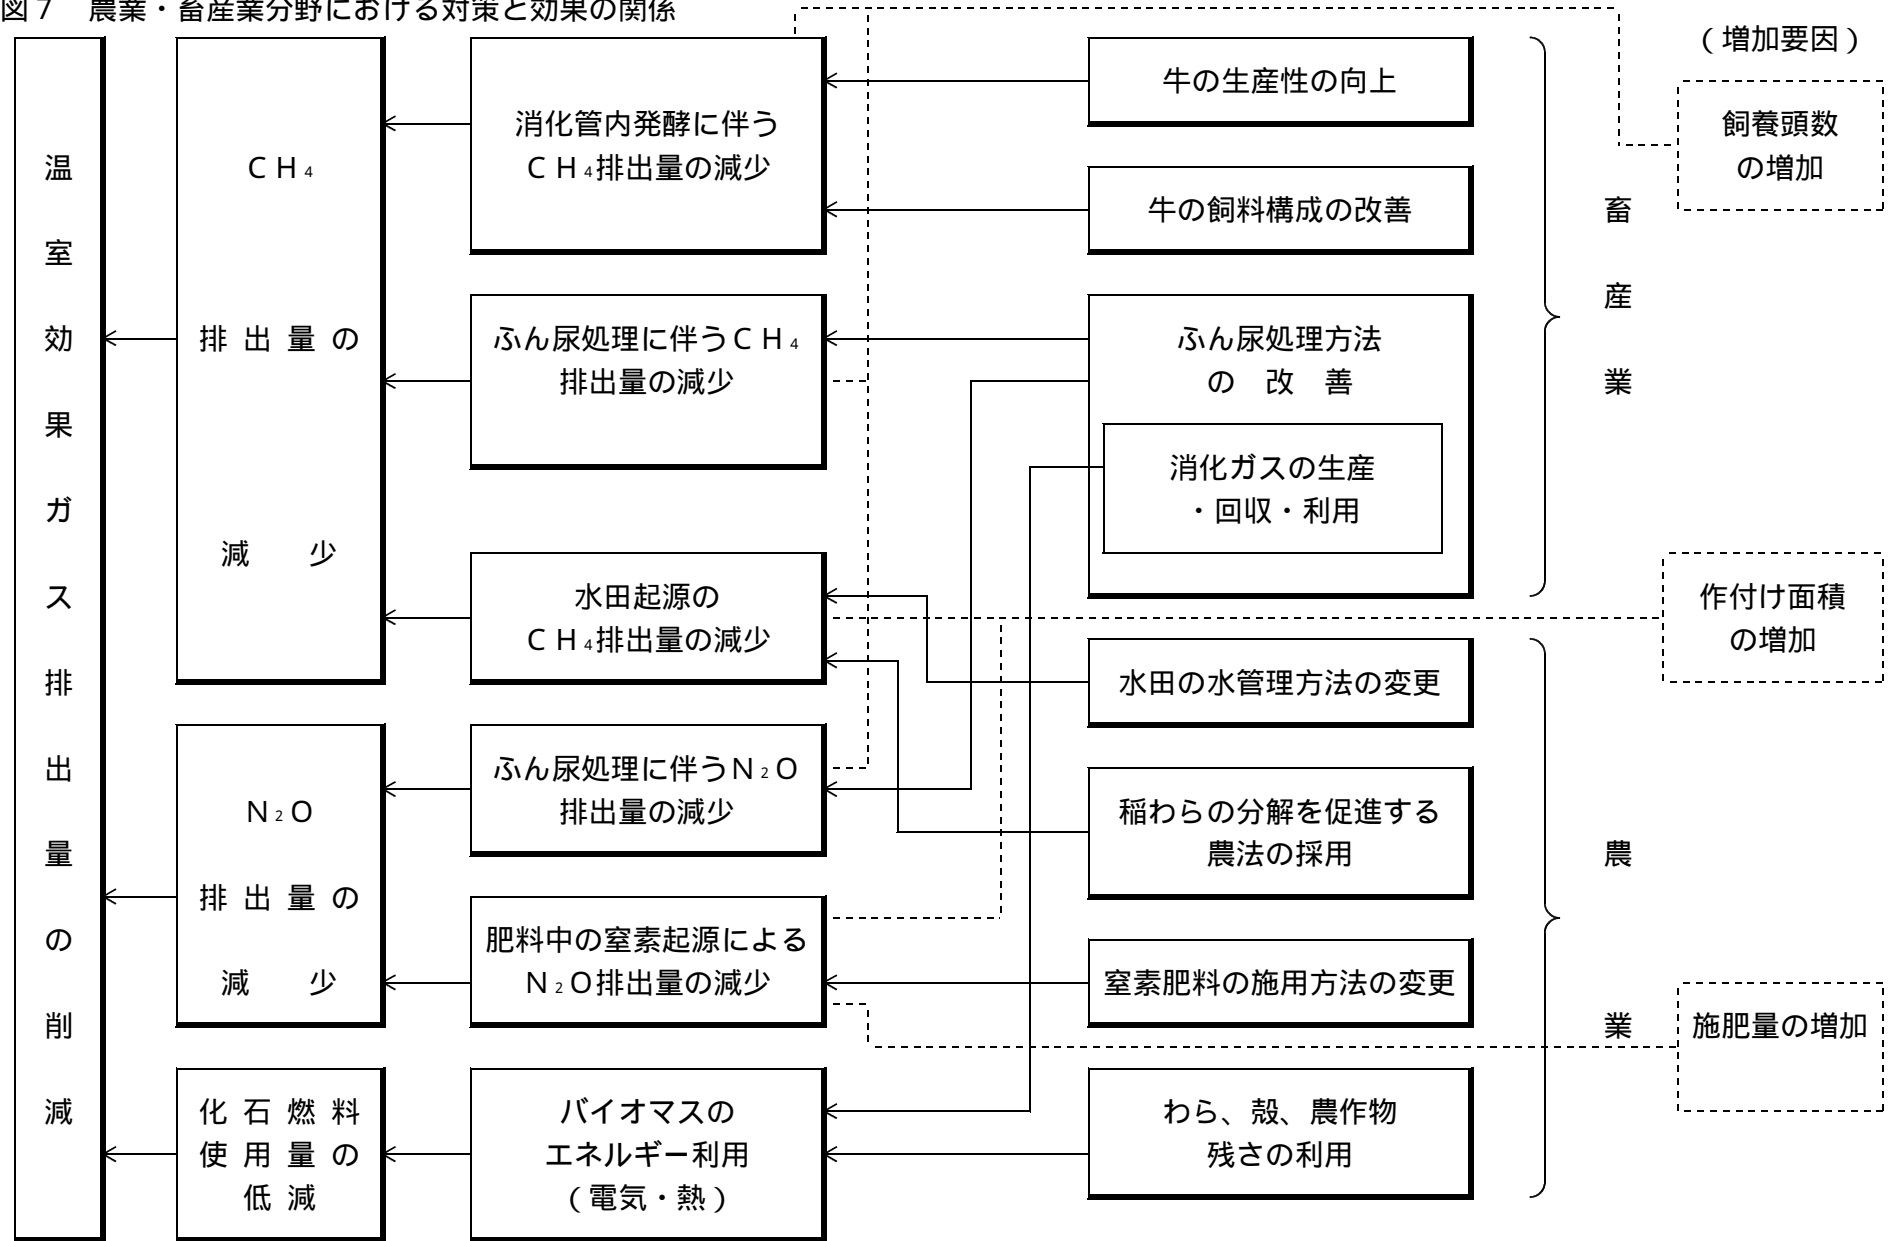 図７　農業・畜産業分野における対策と効果の関係
温室効果ガス排出量の削減
ＣＨ₄
排出量の
減　少
Ｎ₂Ｏ
排出量の
減　少
化石燃料
使用量の
低減
消化管内発酵に伴う
ＣＨ₄排出量の減少
ふん尿処理に伴うＣＨ₄
排出量の減少
水田起源の
ＣＨ₄排出量の減少
ふん尿処理に伴うＮ₂Ｏ
排出量の減少
肥料中の窒素起源による
Ｎ₂Ｏ排出量の減少
バイオマスの
エネルギー利用
（電気・熱）
牛の生産性の向上
牛の飼料構成の改善
ふん尿処理方法
の　改　善
消化ガスの生産
・回収・利用
水田の水管理方法の変更
稲わらの分解を促進する
農法の採用
窒素肥料の施用方法の変更
わら、殻、農作物
残さの利用
畜産業
農業
（増加要因）
飼養頭数
の増加
作付け面積
の増加
施肥量の増加